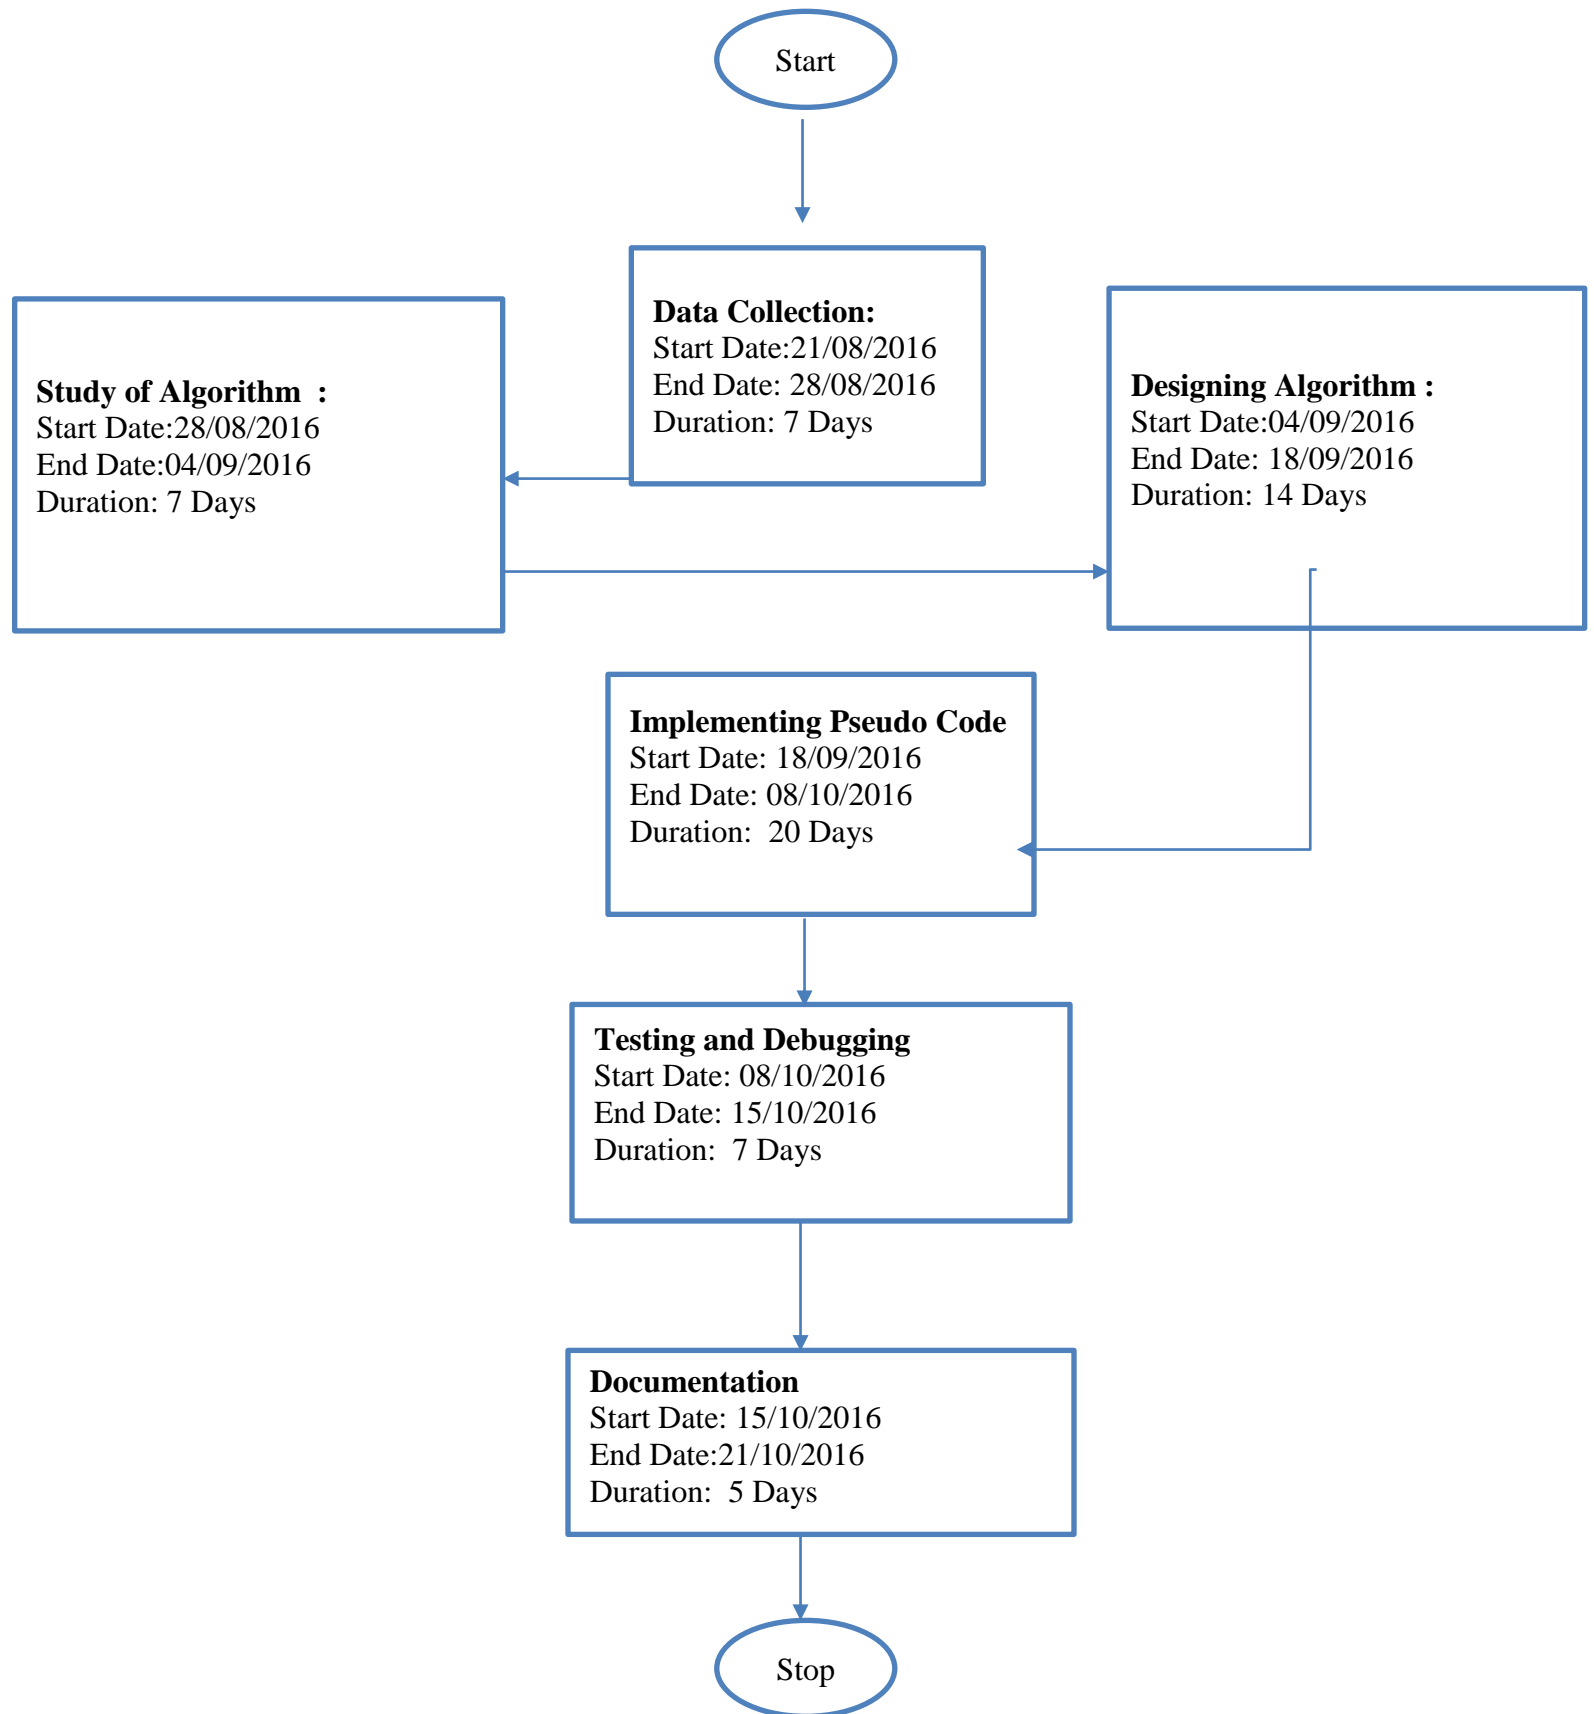 Start
Data Collection:
Start Date:21/08/2016
End Date: 28/08/2016
Duration: 7 Days
Study of Algorithm  :
Start Date:28/08/2016
End Date:04/09/2016
Duration: 7 Days
Designing Algorithm :
Start Date:04/09/2016
End Date: 18/09/2016
Duration: 14 Days
Implementing Pseudo Code
Start Date: 18/09/2016
End Date: 08/10/2016
Duration:  20 Days
Testing and Debugging
Start Date: 08/10/2016
End Date: 15/10/2016
Duration:  7 Days
Documentation
Start Date: 15/10/2016
End Date:21/10/2016
Duration:  5 Days
Stop